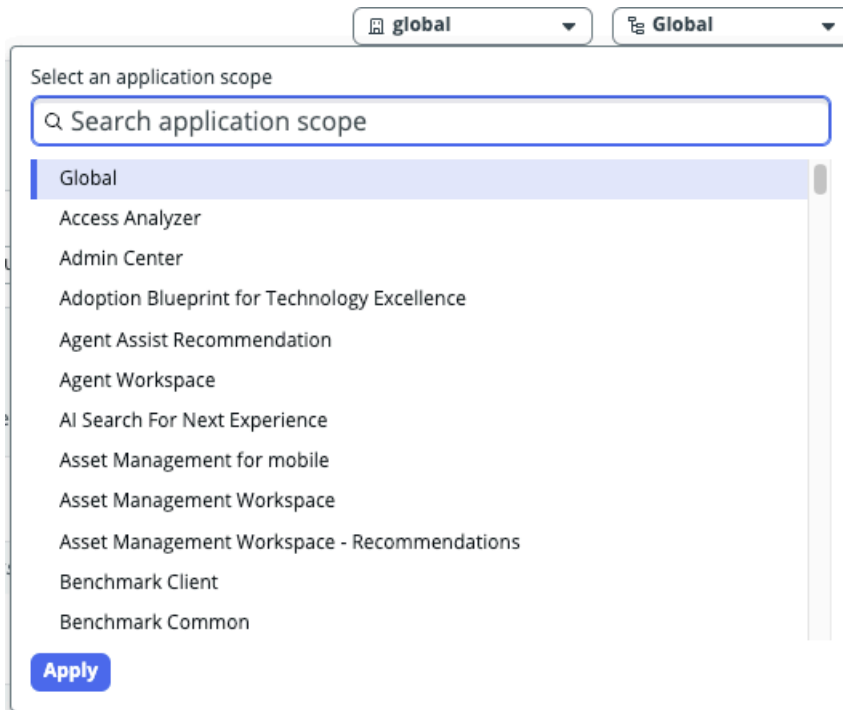 global
Global
Select an application scope
Search application scope
Global
Access Analyzer
Admin Center
Adoption Blueprint for Technology Excellence
Agent Assist Recommendation
Agent Workspace
AI Search For Next Experience
Asset Management for mobile
Asset Management Workspace
Asset Management Workspace - Recommendations
Benchmark Client
Benchmark Common
Apply